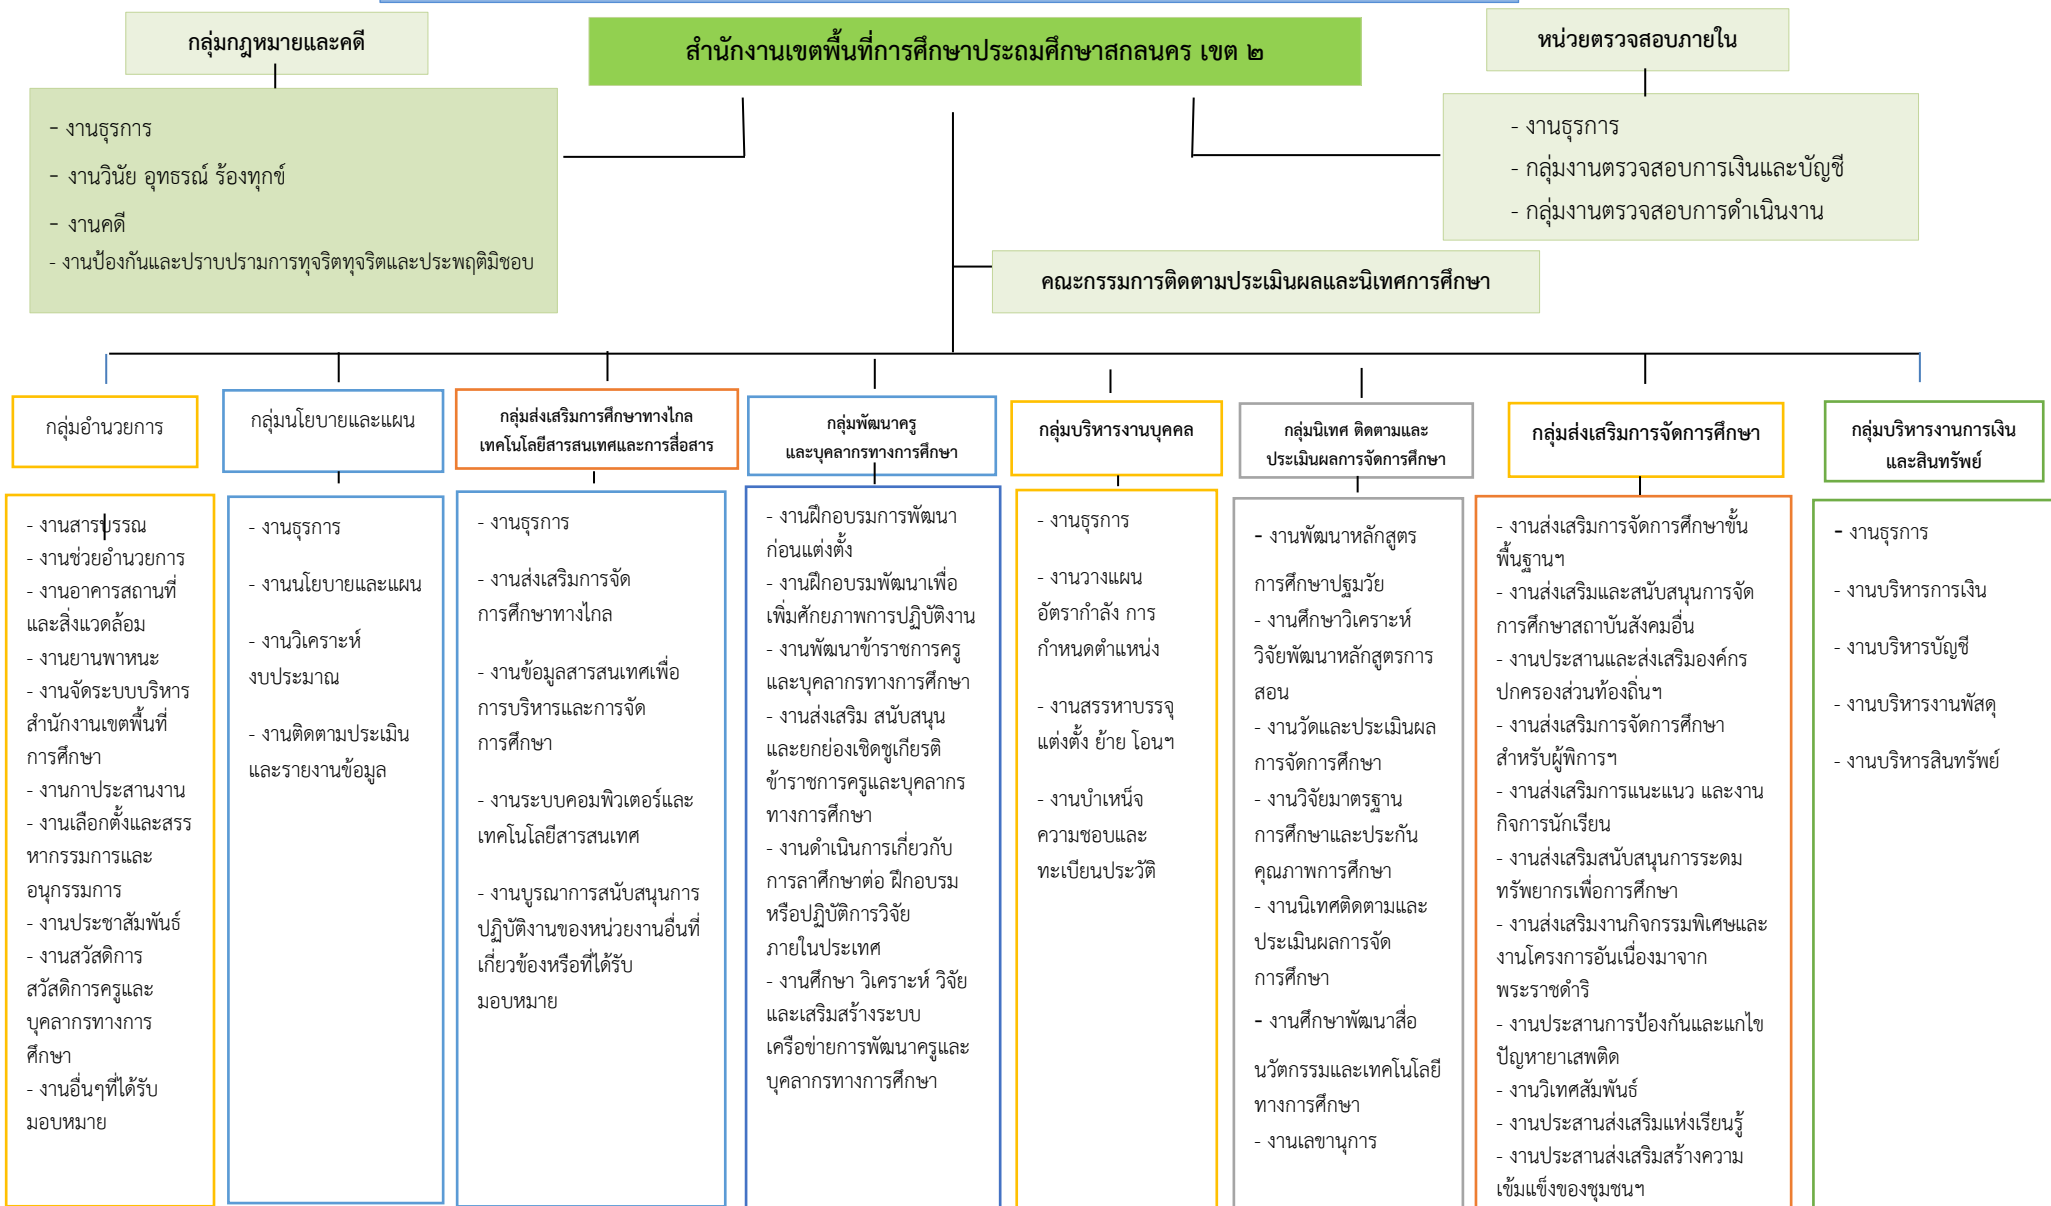 สำนักงานเขตพื้นที่การศึกษาประถมศึกษาสกลนคร เขต ๒
กลุ่มกฎหมายและคดี
- งานธุรการ
- งานวินัย อุทธรณ์ ร้องทุกข์
- งานคดี
- งานป้องกันและปราบปรามการทุจริตทุจริตและประพฤติมิชอบ
หน่วยตรวจสอบภายใน
- งานธุรการ
- กลุ่มงานตรวจสอบการเงินและบัญชี
- กลุ่มงานตรวจสอบการดำเนินงาน
คณะกรรมการติดตามประเมินผลและนิเทศการศึกษา
กลุ่มอำนวยการ
- งานสารบรรณ
- งานช่วยอำนวยการ
- งานอาคารสถานที่
และสิ่งแวดล้อม
- งานยานพาหนะ
- งานจัดระบบบริหาร
สำนักงานเขตพื้นที่
การศึกษา
- งานกาประสานงาน
- งานเลือกตั้งและสรร
หากรรมการและ
อนุกรรมการ
- งานประชาสัมพันธ์
- งานสวัสดิการ
สวัสดิการครูและ
บุคลากรทางการ
ศึกษา
- งานอื่นๆที่ได้รับ
มอบหมาย
กลุ่มนโยบายและแผน
- งานธุรการ
- งานนโยบายและแผน
- งานวิเคราะห์
งบประมาณ
- งานติดตามประเมิน
และรายงานข้อมูล
กลุ่มส่งเสริมการศึกษาทางไกล
เทคโนโลยีสารสนเทศและการสื่อสาร
- งานธุรการ
- งานส่งเสริมการจัด
การศึกษาทางไกล
- งานข้อมูลสารสนเทศเพื่อ
การบริหารและการจัด
การศึกษา
- งานระบบคอมพิวเตอร์และ
เทคโนโลยีสารสนเทศ
- งานบูรณาการสนับสนุนการ
ปฏิบัติงานของหน่วยงานอื่นที่
เกี่ยวข้องหรือที่ได้รับ
มอบหมาย
กลุ่มพัฒนาครู
และบุคลากรทางการศึกษา
- งานฝึกอบรมการพัฒนา
ก่อนแต่งตั้ง
- งานฝึกอบรมพัฒนาเพื่อ
เพิ่มศักยภาพการปฏิบัติงาน
- งานพัฒนาข้าราชการครู
และบุคลากรทางการศึกษา
- งานส่งเสริม สนับสนุน
และยกย่องเชิดชูเกียรติ
ข้าราชการครูและบุคลากร
ทางการศึกษา
- งานดำเนินการเกี่ยวกับ
การลาศึกษาต่อ ฝึกอบรม
หรือปฏิบัติการวิจัย
ภายในประเทศ
- งานศึกษา วิเคราะห์ วิจัย
และเสริมสร้างระบบ
เครือข่ายการพัฒนาครูและ
บุคลากรทางการศึกษา
กลุ่มบริหารงานบุคคล
- งานธุรการ
- งานวางแผน
อัตรากำลัง การ
กำหนดตำแหน่ง
- งานสรรหาบรรจุ
แต่งตั้ง ย้าย โอนฯ
- งานบำเหน็จ
ความชอบและ
ทะเบียนประวัติ
กลุ่มนิเทศ ติดตามและ
ประเมินผลการจัดการศึกษา
- งานพัฒนาหลักสูตร
การศึกษาปฐมวัย
- งานศึกษาวิเคราะห์
วิจัยพัฒนาหลักสูตรการ
สอน
- งานวัดและประเมินผล
การจัดการศึกษา
- งานวิจัยมาตรฐาน
การศึกษาและประกัน
คุณภาพการศึกษา
- งานนิเทศติดตามและ
ประเมินผลการจัด
การศึกษา
- งานศึกษาพัฒนาสื่อ
นวัตกรรมและเทคโนโลยี
ทางการศึกษา
- งานเลขานุการ
กลุ่มส่งเสริมการจัดการศึกษา
- งานส่งเสริมการจัดการศึกษาขั้น
พื้นฐานฯ
- งานส่งเสริมและสนับสนุนการจัด
การศึกษาสถาบันสังคมอื่น
- งานประสานและส่งเสริมองค์กร
ปกครองส่วนท้องถิ่นฯ
- งานส่งเสริมการจัดการศึกษา
สำหรับผู้พิการฯ
- งานส่งเสริมการแนะแนว และงาน
กิจการนักเรียน
- งานส่งเสริมสนับสนุนการระดม
ทรัพยากรเพื่อการศึกษา
- งานส่งเสริมงานกิจกรรมพิเศษและ
งานโครงการอันเนื่องมาจาก
พระราชดำริ
- งานประสานการป้องกันและแกไข
ปัญหายาเสพติด
- งานวิเทศสัมพันธ์
- งานประสานส่งเสริมแห่งเรียนรู้
- งานประสานส่งเสริมสร้างความ
เข้มแข็งของชุมชนฯ
กลุ่มบริหารงานการเงิน
และสินทรัพย์
- งานธุรการ
- งานบริหารการเงิน
- งานบริหารบัญชี
- งานบริหารงานพัสดุ
- งานบริหารสินทรัพย์